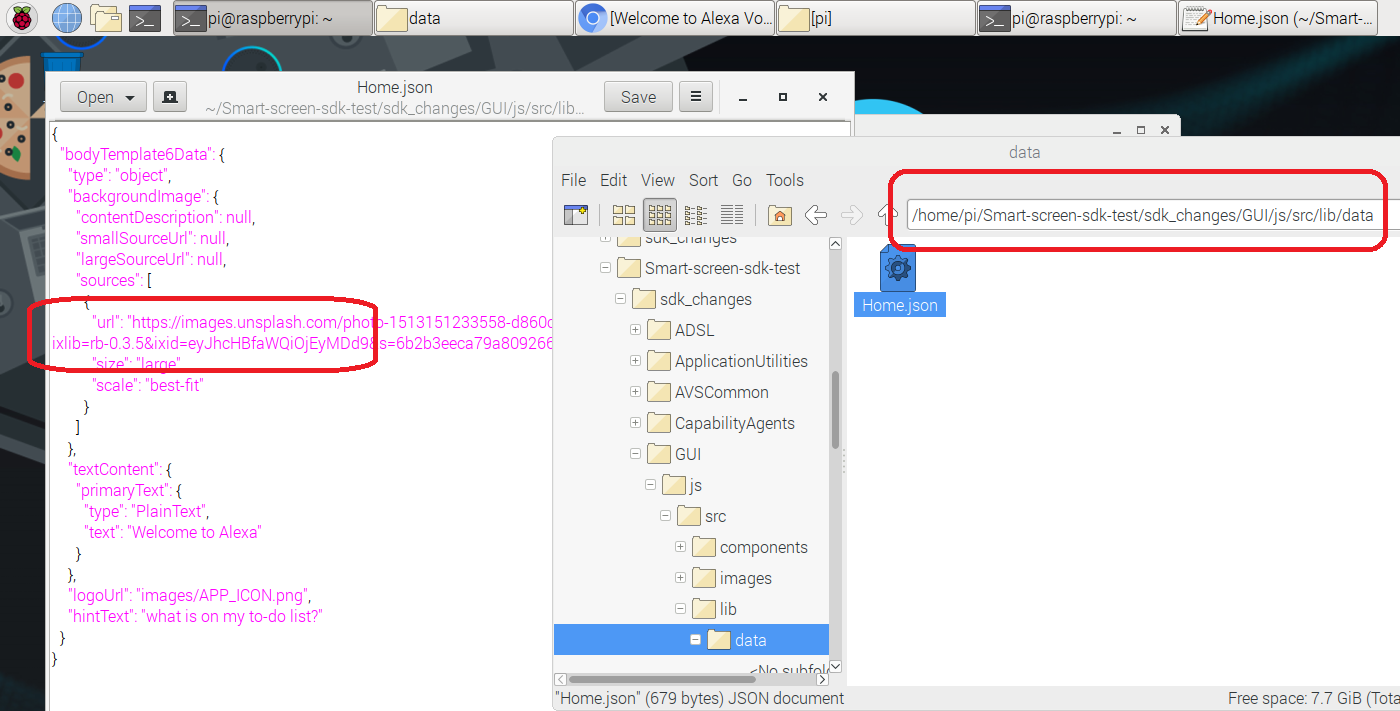 pi@raspberrypi: ~
data
[Welcome to Alexa Vo...
[pi]
pi@raspberrypi: ~
Home.json (~/Smart-...
Open
Home.json
~/Smart-screen-sdk-test/sdk_changes/GUI/js/src/lib...
Save
{
"bodyTemplate6Data": {
"type": "object",
"backgroundImage": {
"contentDescription": null,
"smallSourceUrl": null,
"largeSourceUrl": null,
"sources": [
{
"url": "https://images.unsplash.com/photo-1513151233558-d860c
ixlib=rb-0.3.5&ixid=eyJhcHBfaWQiOjEyMDd9&s=6b2b3eeca79a809266
"size": "large"
"scale": "best-fit"
}
]
},
"textContent": {
"primaryText": {
"type": "PlainText",
"text": "Welcome to Alexa"
}
},
"logoUrl": "images/APP_ICON.png",
"hintText": "what is on my to-do list?"
}
}
data
File Edit View Sort Go Tools
/home/pi/Smart-screen-sdk-test/sdk_changes/GUI/js/src/lib/data
sdk_changes
Smart-screen-sdk-test
sdk_changes
ADSL
ApplicationUtilities
AVSCommon
CapabilityAgents
GUI
js
src
components
images
lib
data
<No subfol
Home.json
"Home.json" (679 bytes) JSON document
Free space: 7.7 GiB (Tota